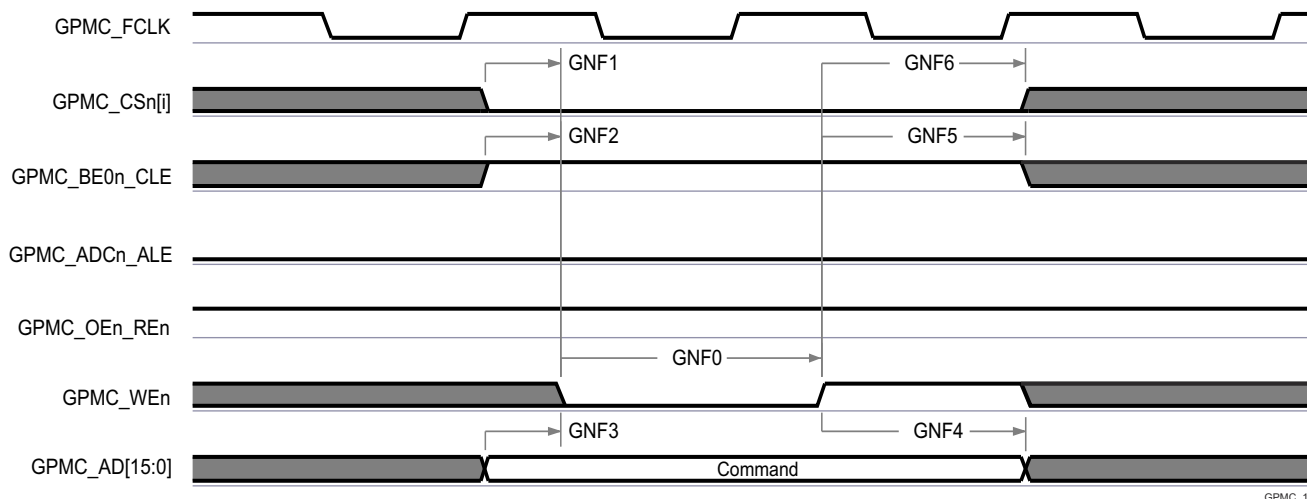 GPMC_FCLK
GNF1
GNF6
GPMC_CSn[i]
GNF2
GNF5
GPMC_BE0n_CLE
GPMC_ADCn_ALE
GPMC_OEn_REn
GNF0
GPMC_WEn
GNF3
GNF4
GPMC_AD[15:0]
Command